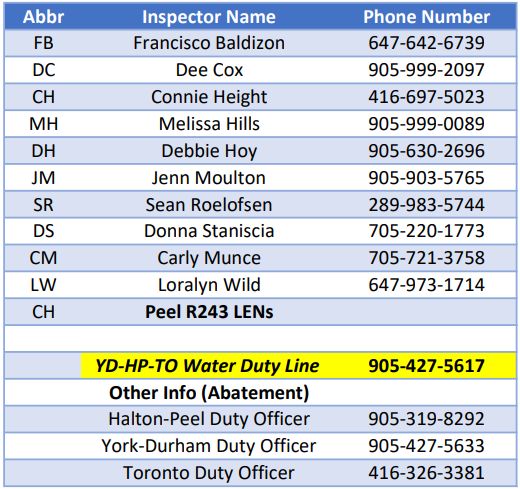 Abbr Inspector Name Phone Number
FB Francisco Baldizon 647-642-6739
DC Dee Cox 905-999-2097
CH Connie Height 416-697-5023
MH Melissa Hills 905-999-0089
DH Debbie Hoy 905-630-2696
JM Jenn Moulton 905-903-5765
SR Sean Roelofsen 289-983-5744
DS Donna Staniscia 705-220-1773
CM Carly Munce 705-721-3758
LW Loralyn Wild 647-973-1714
CH Peel R243 LENs
YD-HP-TO Water Duty Line 905-427-5617
Other Info (Abatement)
Halton-Peel Duty Officer 905-319-8292
York-Durham Duty Officer 905-427-5633
Toronto Duty Officer 416-326-3381